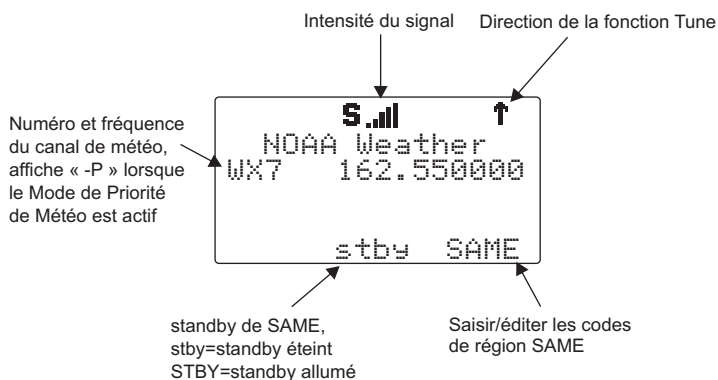 Intensité du signal
Direction de la fonction Tune
Numéro et fréquence
du canal de météo,
affiche « -P » lorsque
le Mode de Priorité
de Météo est actif
S
NOAA Weather
WX7 162.550000
stby SAME
standby de SAME,
stby=standby éteint
STBY=standby allumé
Saisir/éditer les codes
de région SAME